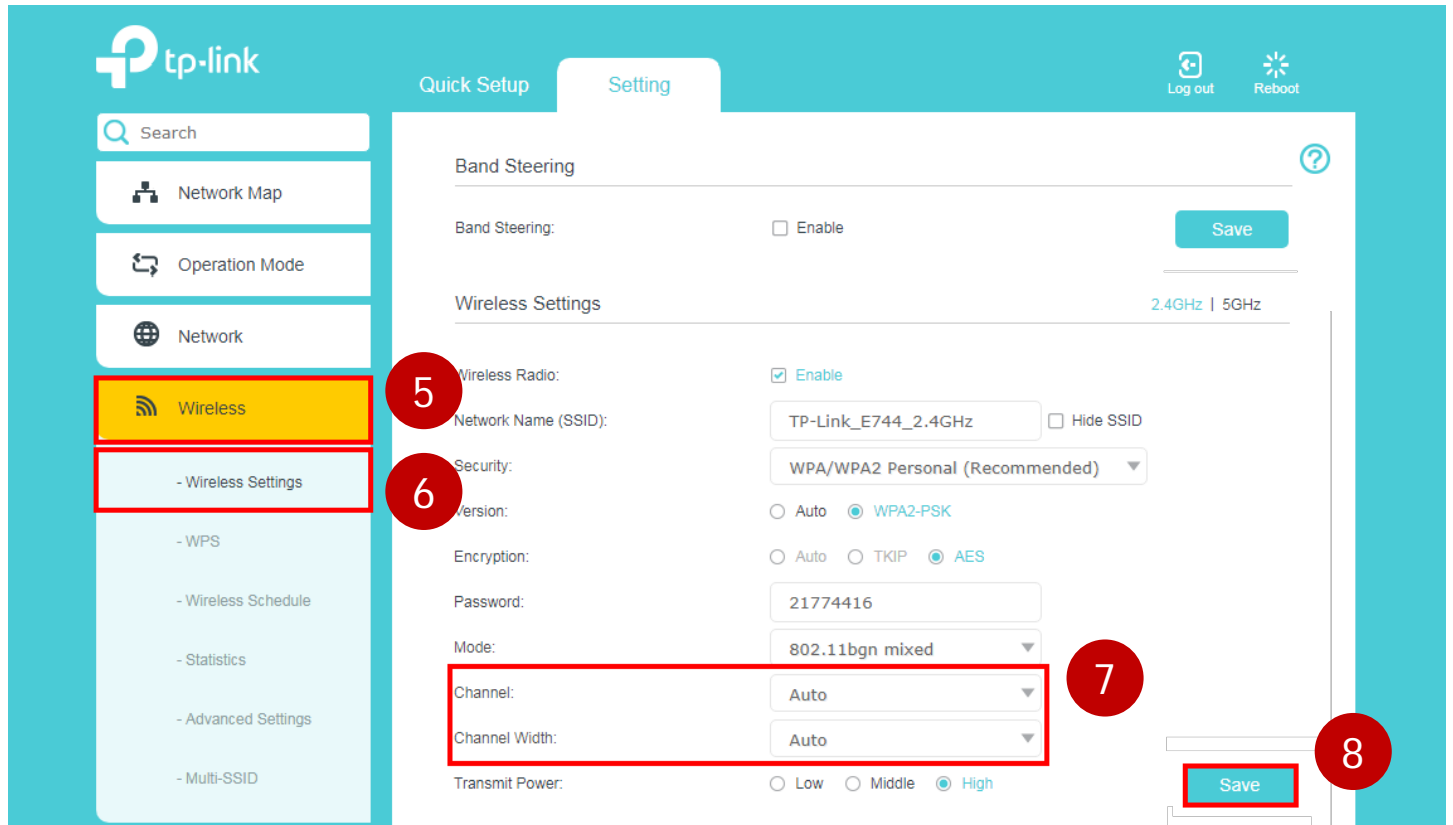 tp-link
Quick Setup Setting Log out Reboot
Search
Network Map
Operation Mode
Network
5
Wireless
6
- Wireless Settings
- WPS
- Wireless Schedule
- Statistics
- Advanced Settings
- Multi-SSID
Band Steering ?
Band Steering: Enable Save
Wireless Settings 2.4GHz | 5GHz
Wireless Radio: Enable
Network Name (SSID): TP-Link_E744_2.4GHz Hide SSID
Security: WPA/WPA2 Personal (Recommended)
Version: Auto WPA2-PSK
Encryption: Auto TKIP AES
Password: 21774416
Mode: 802.11bgn mixed
7
Channel: Auto
Channel Width: Auto
8
Transmit Power: Low Middle High Save